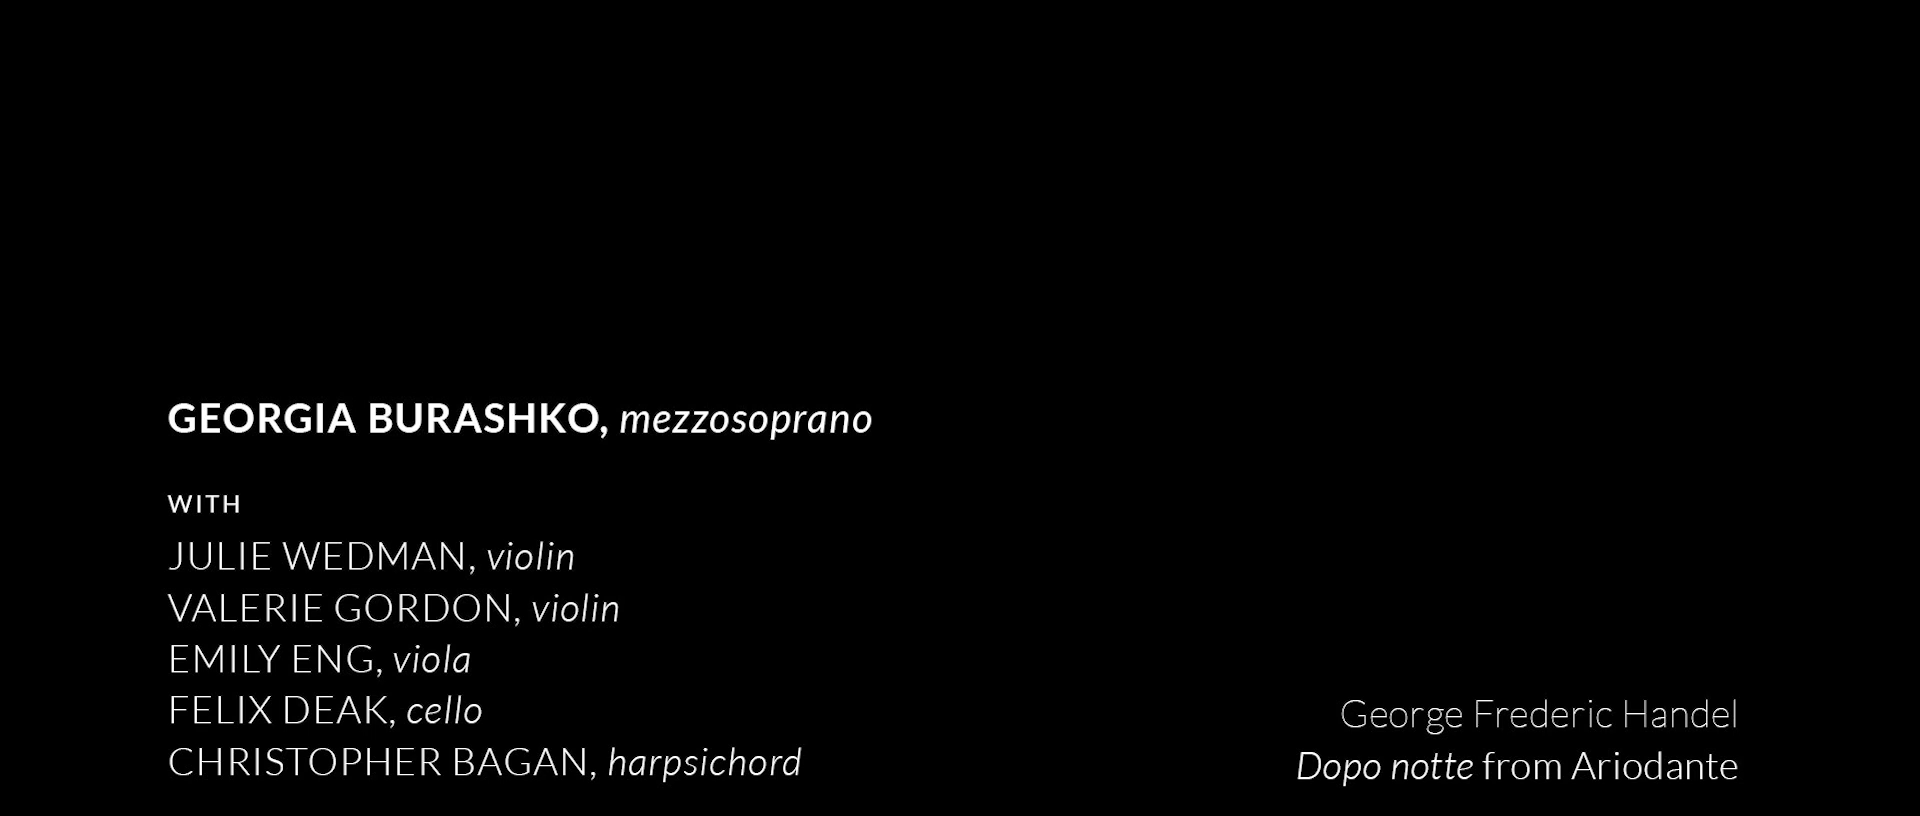 GEORGIA BURASHKO, mezzosoprano
WITH
JULIE WEDMAN, violin
VALERIE GORDON, violin
EMILY ENG, viola
FELIX DEAK, cello
CHRISTOPHER BAGAN, harpsichord
George Frederic Handel
Dopo notte from Ariodante